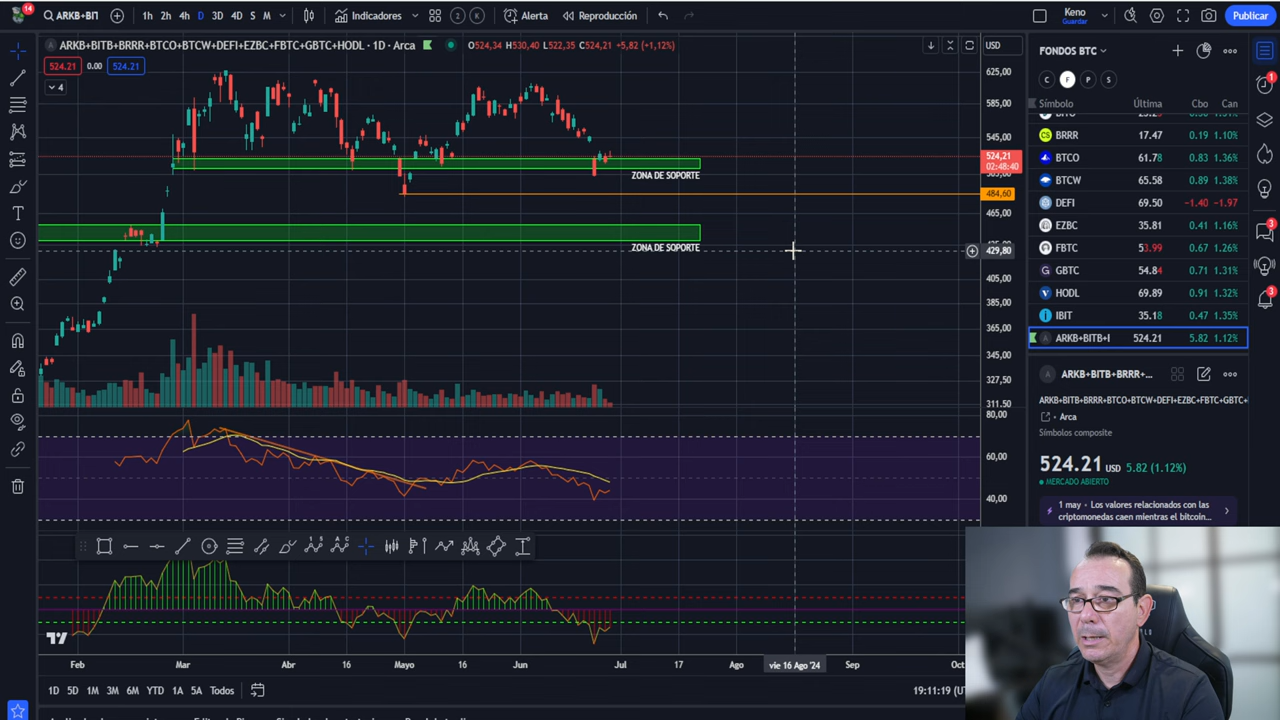 14
ARKB+BIT
1h 2h 4h D 3D 4D S M
Indicadores
2
K
Alerta
Reproducción
Keno
Guardar
Publicar
ARKB+BITB+BRRR+BTCO+BTCW+DEFI+EZBC+FBTC+GBTC+HODL · 1D · Arca
O524,34 H530,40 L522,35 C524,21 +5,82 (+1,12%)
524.21 0.00 524.21
4
USD
625,00
585,00
545,00
524,21
02:48:40
ZONA DE SOPORTE
484,60
465,00
ZONA DE SOPORTE
429,80
405,00
385,00
365,00
345,00
327,50
311.50
80,00
60,00
40,00
Feb Mar Abr 16 Mayo 16 Jun Jul 17 Ago vie 16 Ago '24 Sep Oct
1D 5D 1M 3M 6M YTD 1A 5A Todos
19:11:19 (U
FONDOS BTC
C F P S
Símbolo Última Cbo Can
BRRR 17.47 0.19 1.10%
BTCO 61.78 0.83 1.36%
BTCW 65.58 0.89 1.38%
DEFI 69.50 −1.40 −1.97
EZBC 35.81 0.41 1.16%
FBTC 53.99 0.67 1.26%
GBTC 54.84 0.71 1.31%
HODL 69.89 0.91 1.32%
IBIT 35.18 0.47 1.35%
ARKB+BITB+I 524.21 5.82 1.12%
ARKB+BITB+BRRR+...
ARKB+BITB+BRRR+BTCO+BTCW+DEFI+EZBC+FBTC+GBTC+
Arca
Símbolos composite
524.21 USD 5.82 (1.12%)
MERCADO ABIERTO
1 may · Los valores relacionados con las
criptomonedas caen mientras el bitcoin...
1
3
3